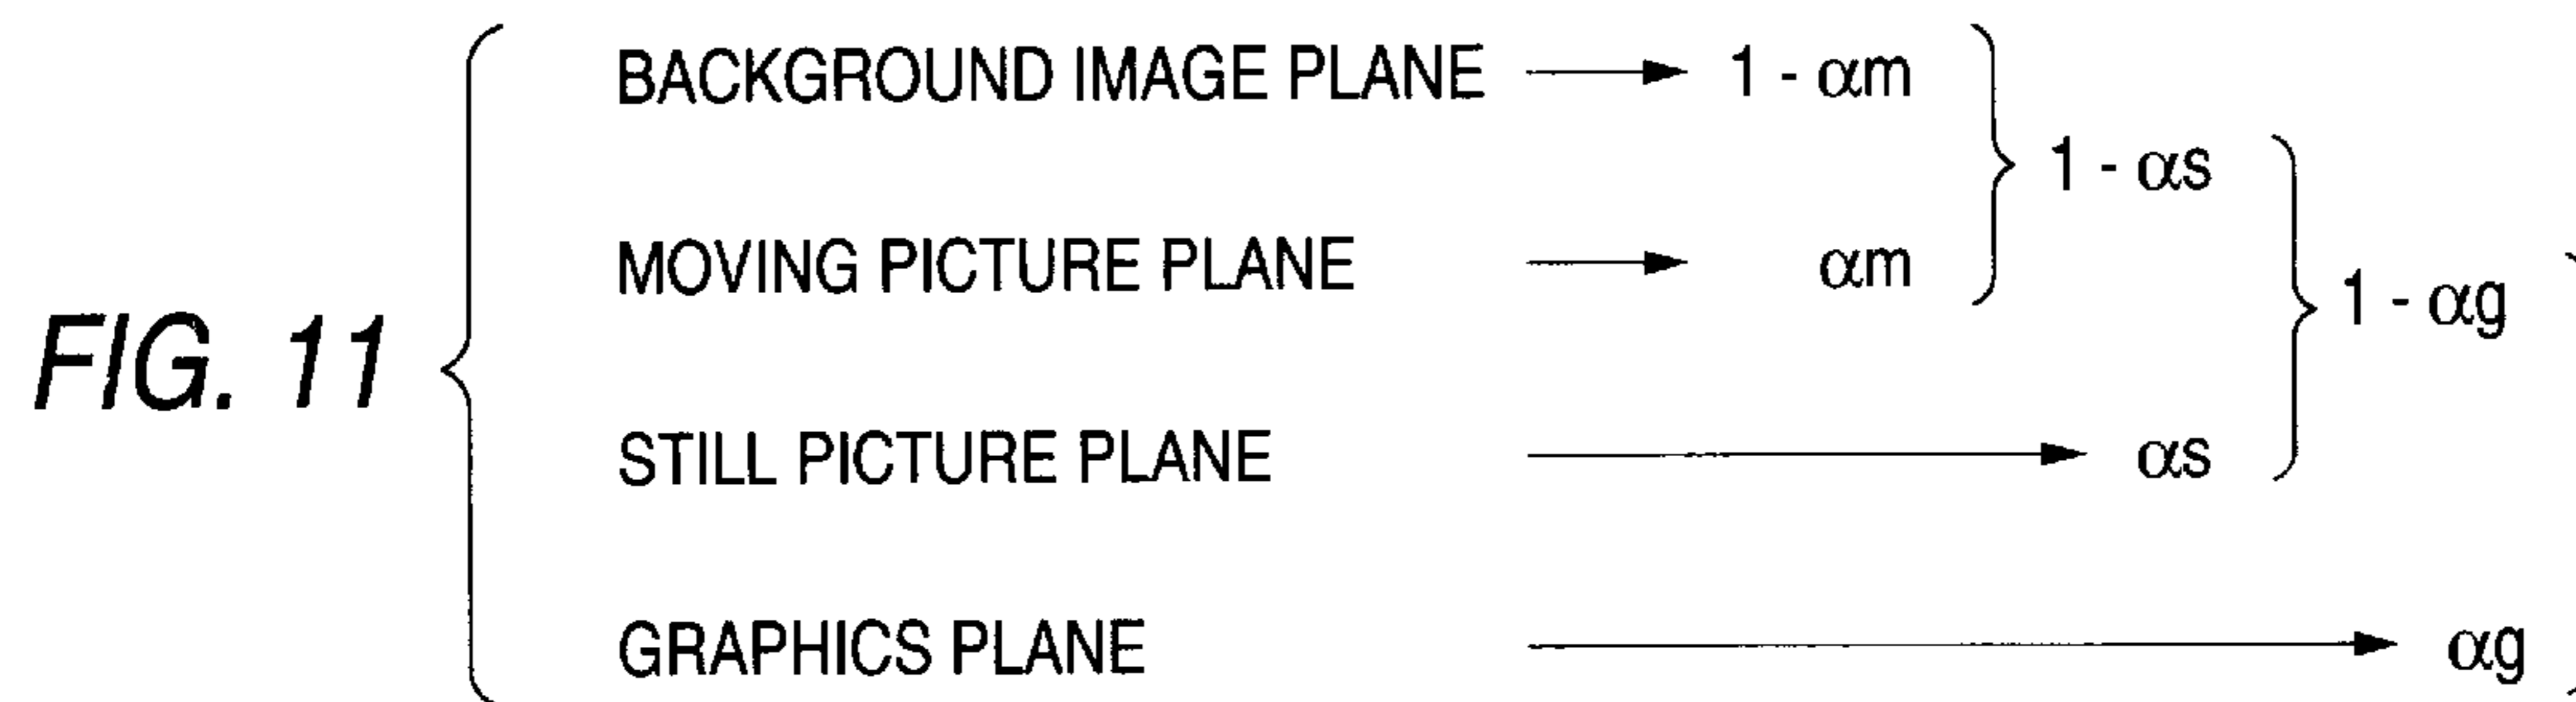 BACKGROUND IMAGE PLANE 1 - αm
1 - αs
MOVING PICTURE PLANE αm
1 - αg
FIG. 11
STILL PICTURE PLANE αs
GRAPHICS PLANE αg